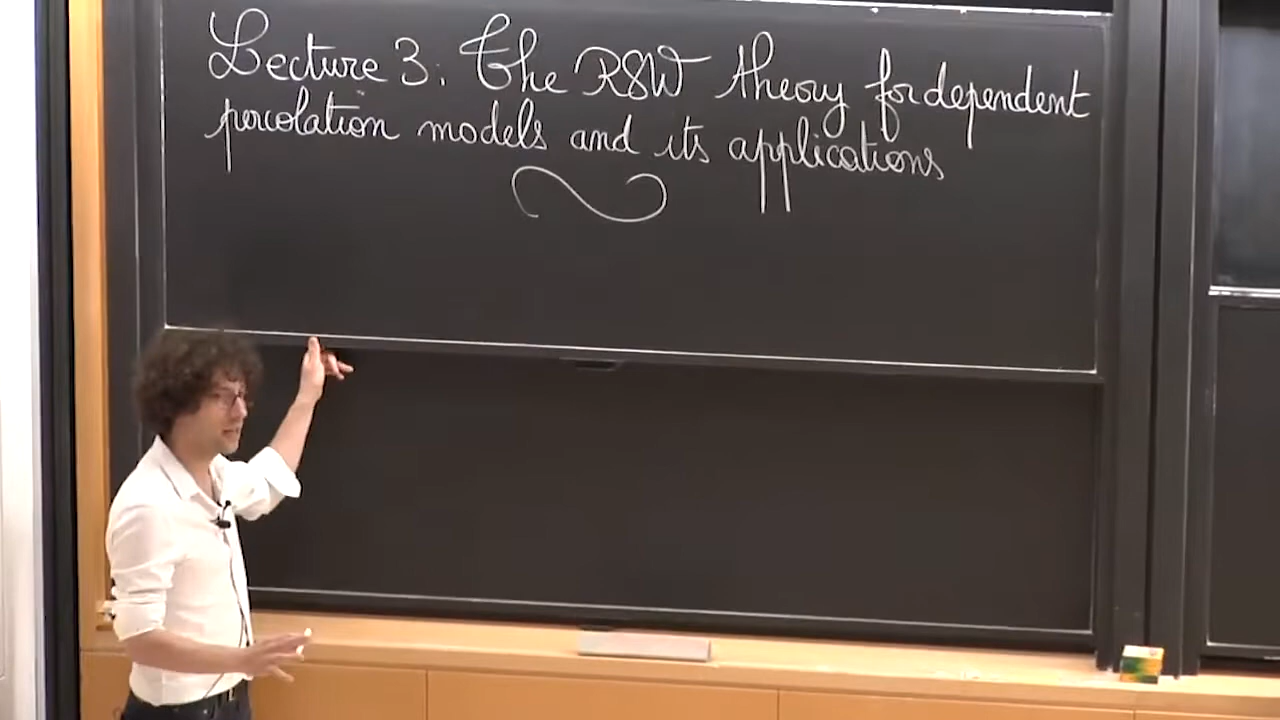 Lecture 3: The RSW theory for dependent
percolation models and its applications